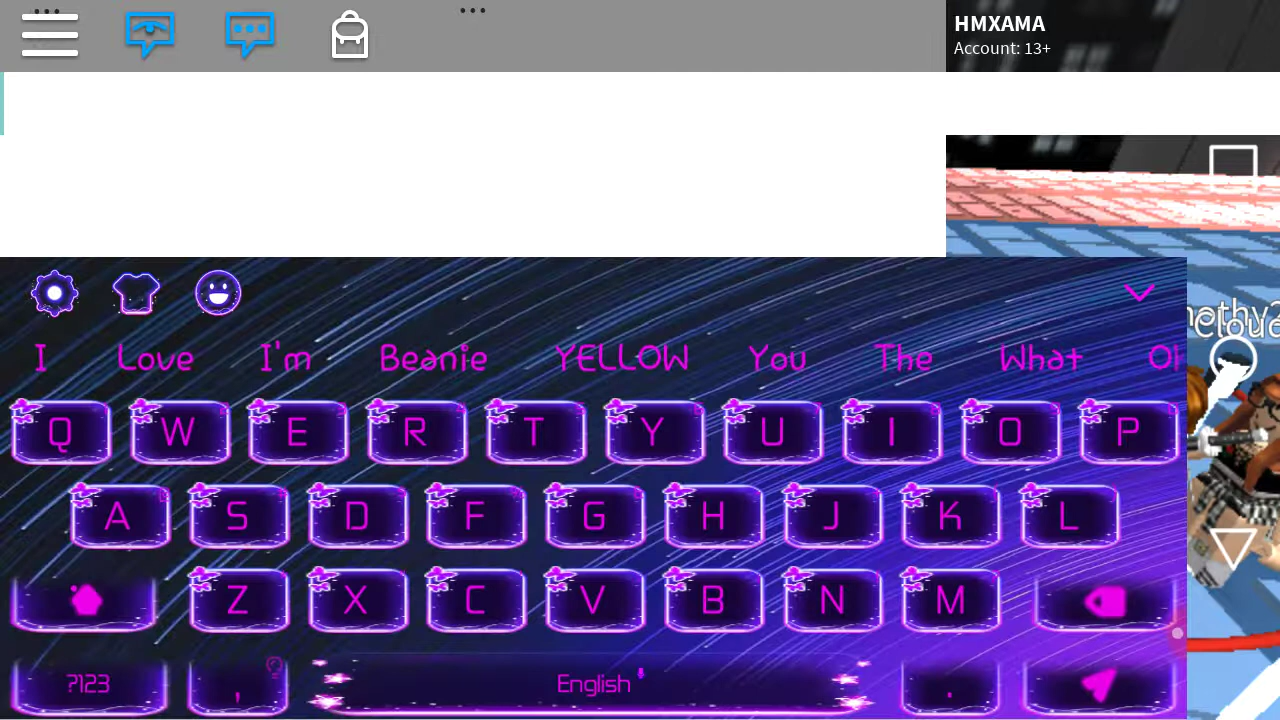 HMXAMA
Account: 13+
I Love I'm Beanie YELLOW You The What
Q W E R T Y U I O P
A S D F G H J K L
Z X C V B N M
?123 , English .